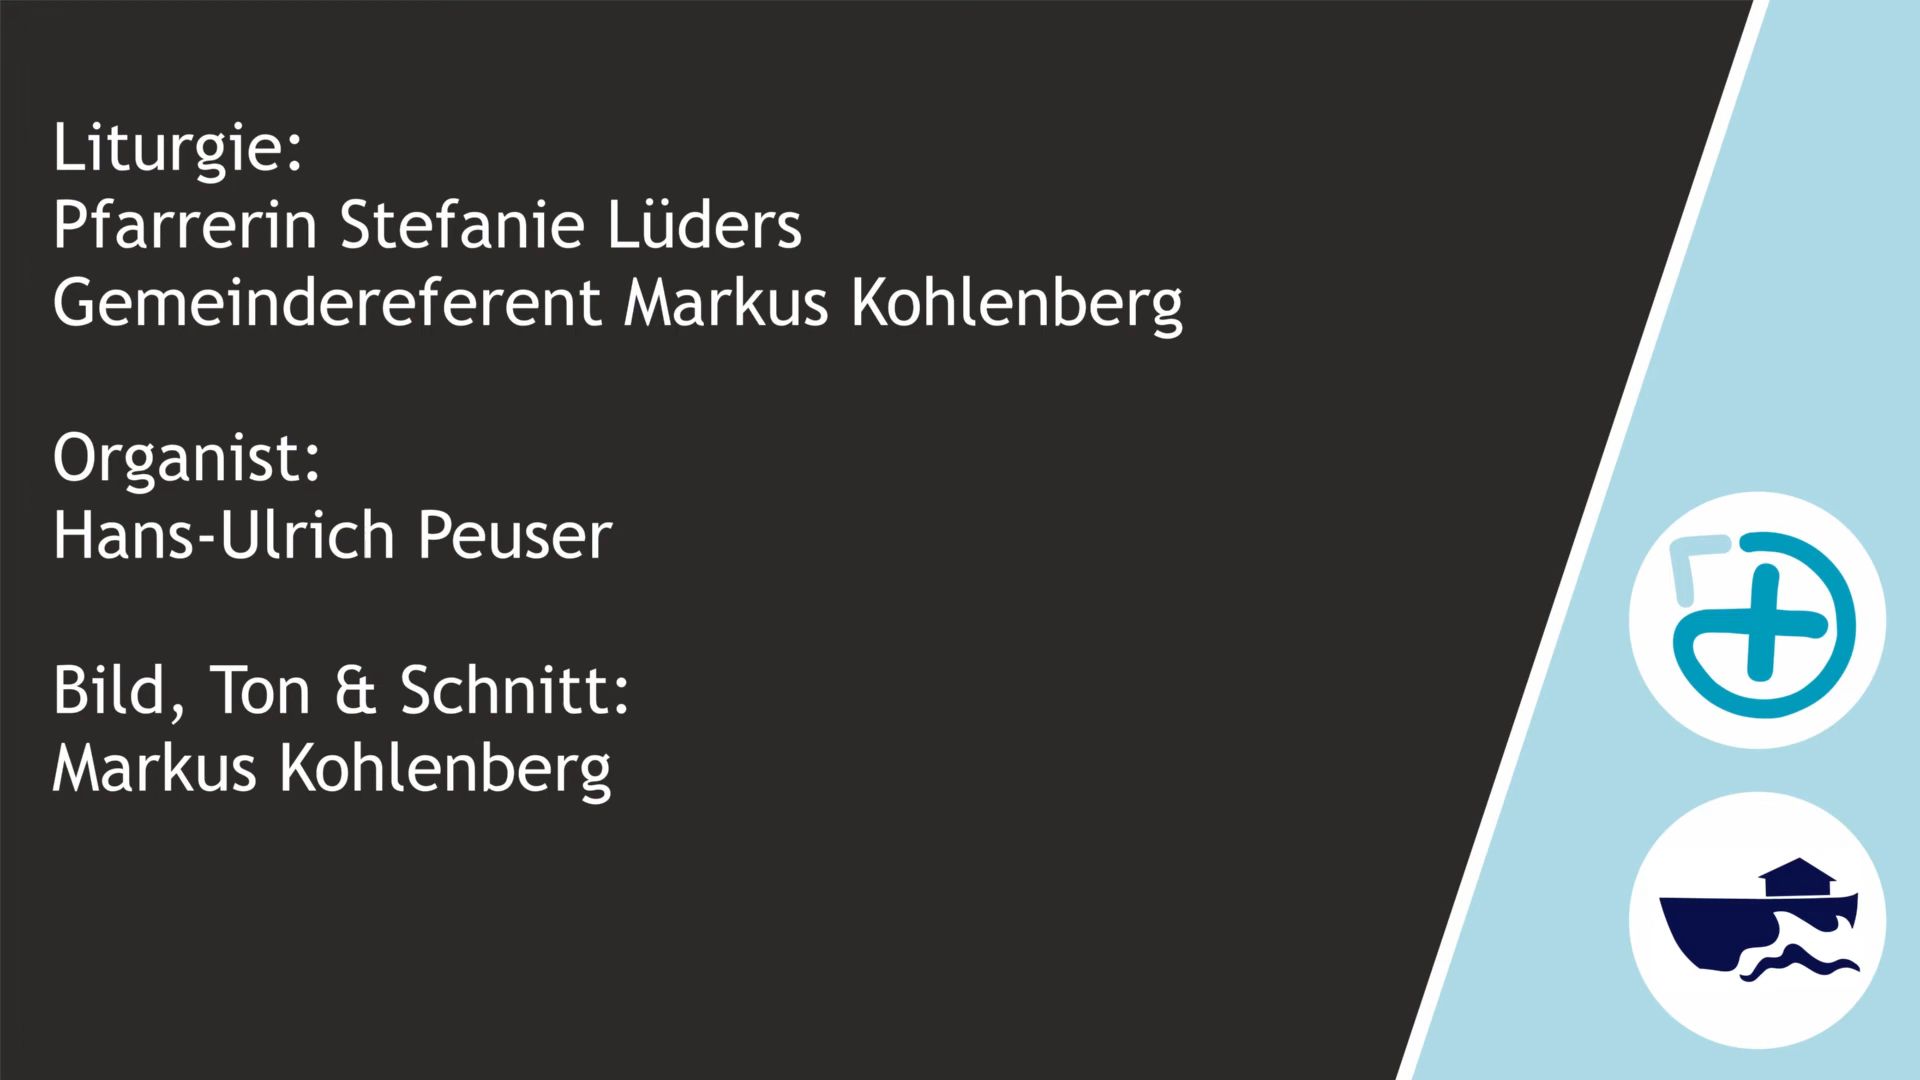 Liturgie:
Pfarrerin Stefanie Lüders
Gemeindereferent Markus Kohlenberg
Organist:
Hans-Ulrich Peuser
Bild, Ton & Schnitt:
Markus Kohlenberg